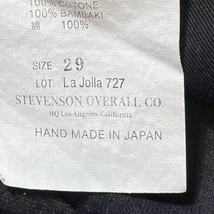 100% COTONE
100% BAMBAKI
綿 100%
SIZE 29
LOT. La Jolla 727
STEVENSON OVERALL CO.
HQ Los Angeles, California
HAND MADE IN JAPAN